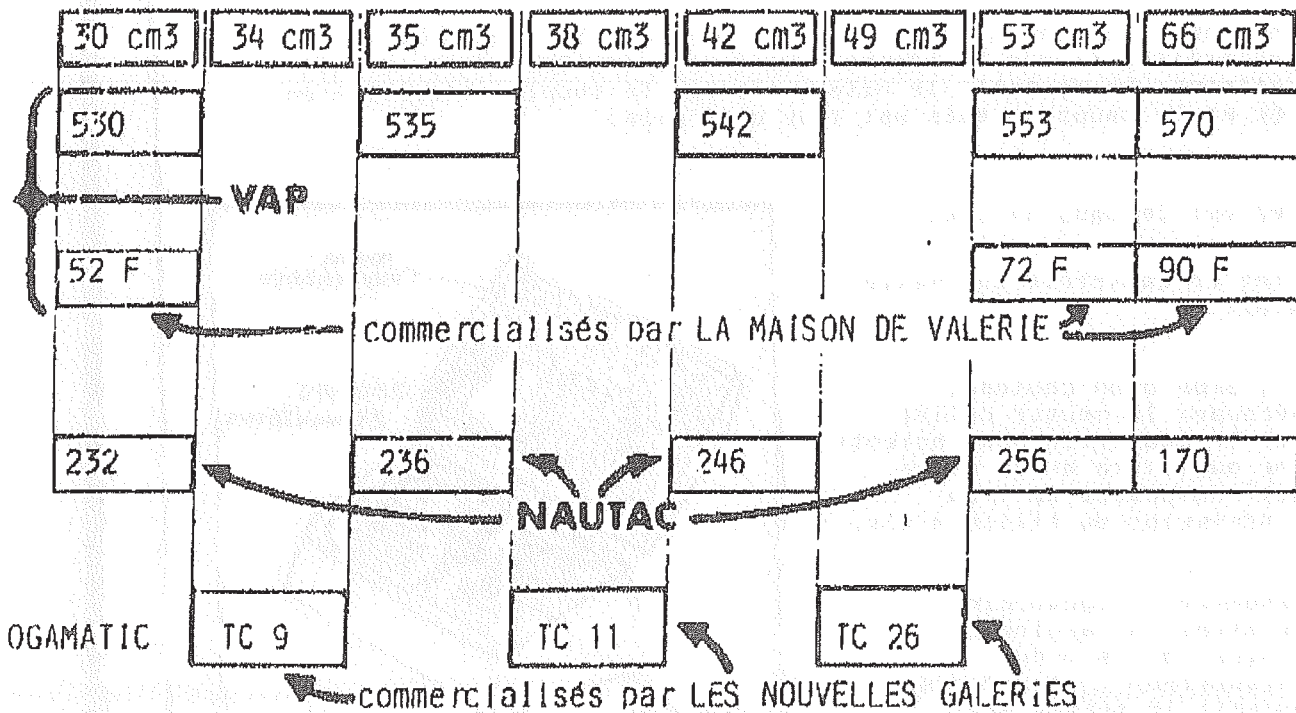 30 cm3 34 cm3 35 cm3 38 cm3 42 cm3 49 cm3 53 cm3 66 cm3
530 535 542 553 570
VAP
52 F 72 F 90 F
commercialisés par LA MAISON DE VALERIE
232 236 246 256 170
NAUTAC
OGAMATIC TC 9 TC 11 TC 26
commercialisés par LES NOUVELLES GALERIES